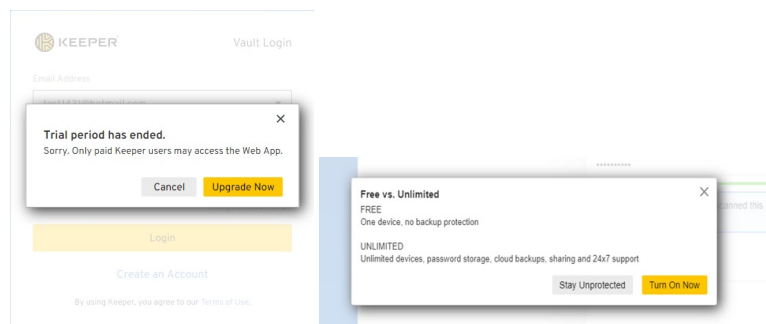 KEEPER
Vault Login
Email Address
Trial period has ended.
Sorry. Only paid Keeper users may access the Web App.
Cancel
Upgrade Now
Login
Create an Account
By using Keeper, you agree to our Terms of Use.
Free vs. Unlimited
FREE
One device, no backup protection
UNLIMITED
Unlimited devices, password storage, cloud backups, sharing and 24x7 support
Stay Unprotected
Turn On Now
canned this